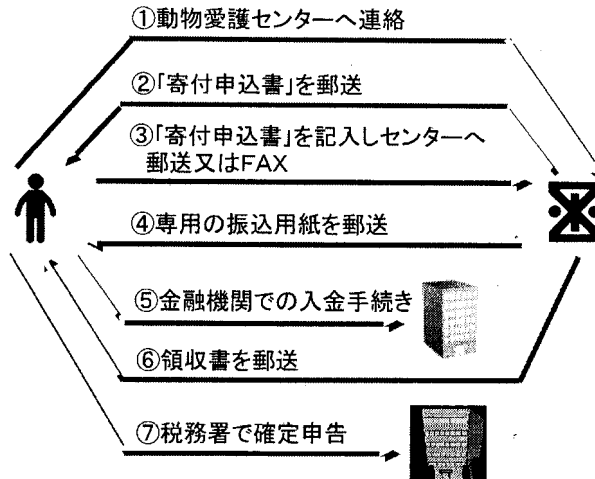 ①動物愛護センターへ連絡
②「寄付申込書」を郵送
③「寄付申込書」を記入しセンターへ
郵送又はFAX
④専用の振込用紙を郵送
⑤金融機関での入金手続き
⑥領収書を郵送
⑦税務署で確定申告